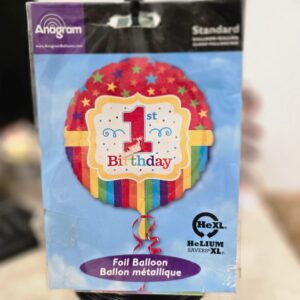 Anagram
www.AnagramBalloons.com
Standard
1st
Birthday
HeXL
HeLIUM
SAVER XL
Foil Balloon
Ballon métallique